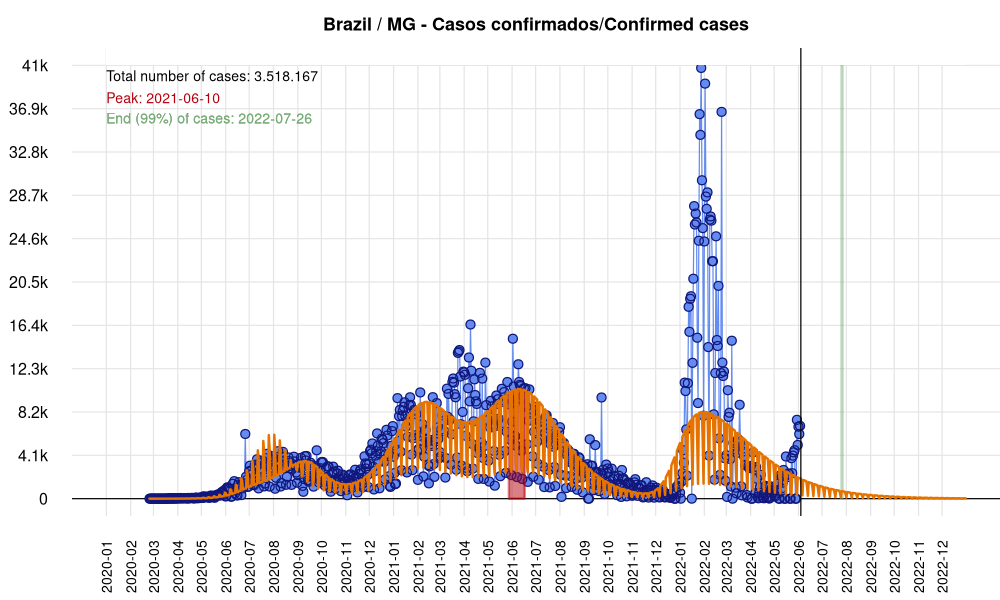 Brazil / MG - Casos confirmados/Confirmed cases
41k
Total number of cases: 3.518.167
Peak: 2021-06-10
36.9k
End (99%) of cases: 2022-07-26
32.8k
28.7k
24.6k
20.5k
16.4k
12.3k
8.2k
4.1k
0
2020-01
2020-02
2020-03
2020-04
2020-05
2020-06
2020-07
2020-08
2020-09
2020-10
2020-11
2020-12
2021-01
2021-02
2021-03
2021-04
2021-05
2021-06
2021-07
2021-08
2021-09
2021-10
2021-11
2021-12
2022-01
2022-02
2022-03
2022-04
2022-05
2022-06
2022-07
2022-08
2022-09
2022-10
2022-11
2022-12